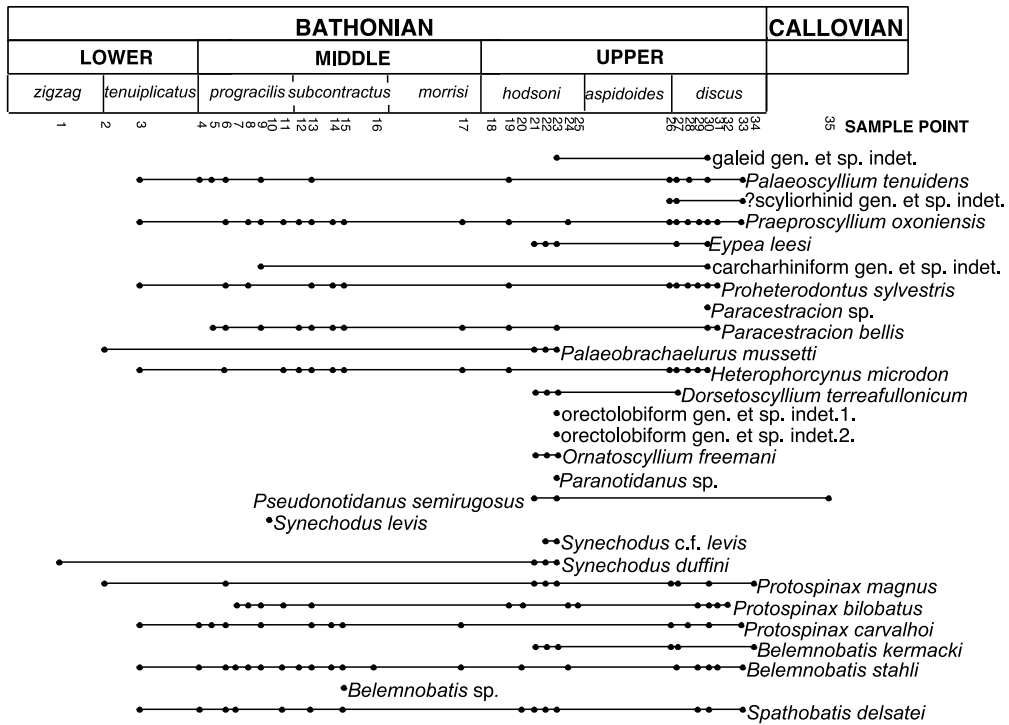 BATHONIAN CALLOVIAN
LOWER MIDDLE UPPER
zigzag tenuiplicatus progracilis subcontractus morrisi hodsoni aspidoides discus
1 2 3 4 5 6 7 8 9 10 11 12 13 14 15 16 17 18 19 20 21 22 23 24 25 26 27 28 29 30 31 32 33 34 35 SAMPLE POINT
galeid gen. et sp. indet.
Palaeoscyllium tenuidens
?scyliorhinid gen. et sp. indet.
Praeproscyllium oxoniensis
Eypea leesi
carcharhiniform gen. et sp. indet.
Proheterodontus sylvestris
Paracestracion sp.
Paracestracion bellis
Palaeobrachaelurus mussetti
Heterophorcynus microdon
Dorsetoscyllium terreafullonicum
orectolobiform gen. et sp. indet.1.
orectolobiform gen. et sp. indet.2.
Ornatoscyllium freemani
Paranotidanus sp.
Pseudonotidanus semirugosus
Synechodus levis
Synechodus c.f. levis
Synechodus duffini
Protospinax magnus
Protospinax bilobatus
Protospinax carvalhoi
Belemnobatis kermacki
Belemnobatis stahli
Belemnobatis sp.
Spathobatis delsatei